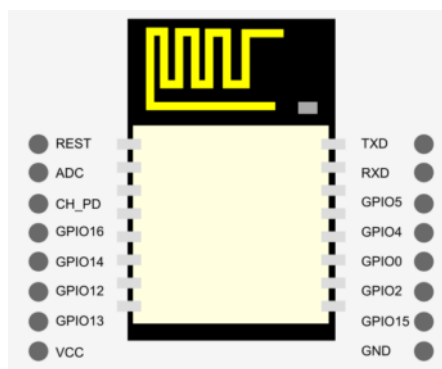 REST
ADC
CH_PD
GPIO16
GPIO14
GPIO12
GPIO13
VCC
TXD
RXD
GPIO5
GPIO4
GPIO0
GPIO2
GPIO15
GND